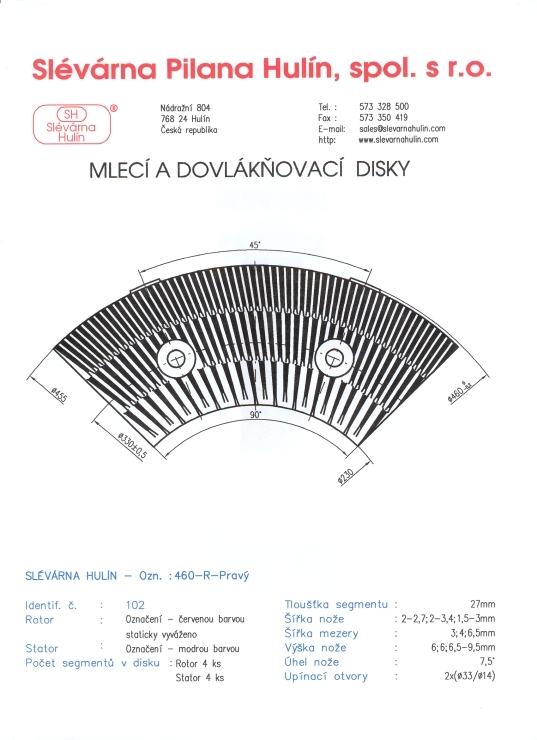 Slévárna Pilana Hulín, spol. s r.o.
SH
Slévárna
Hulín
®
Nádražní 804
768 24 Hulín
Česká republika
Tel. : 573 328 500
Fax : 573 350 419
E-mail: sales@slevarnahulin.com
http: www.slevarnahulin.com
MLECÍ A DOVLÁKŇOVACÍ DISKY
45°
ø455
ø330±0,5
90°
ø230
ø460
SLÉVÁRNA HULÍN - Ozn. : 460-R-Pravý
Identif. č. : 102
Rotor : Označení - červenou barvou
staticky vyváženo
Stator : Označení - modrou barvou
Počet segmentů v disku : Rotor 4 ks
Stator 4 ks
Tloušťka segmentu : 27mm
Šířka nože : 2-2,7;2-3,4;1,5-3mm
Šířka mezery : 3;4;6,5mm
Výška nože : 6;6;6,5-9,5mm
Úhel nože : 7,5°
Upínací otvory : 2x(ø33/ø14)